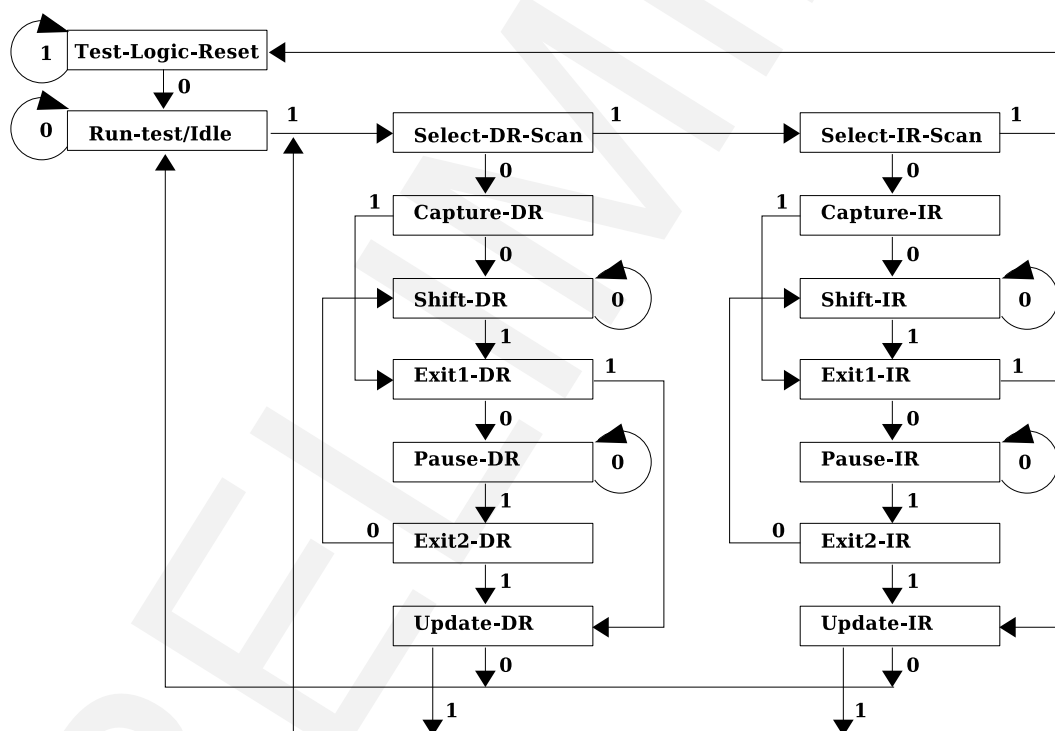 1 Test-Logic-Reset
0
0 Run-test/Idle 1 Select-DR-Scan 1 Select-IR-Scan 1
0 0
1 Capture-DR 1 Capture-IR
0 0
Shift-DR 0 Shift-IR 0
1 1
Exit1-DR 1 Exit1-IR 1
0 0
Pause-DR 0 Pause-IR 0
1 1
0 Exit2-DR 0 Exit2-IR
1 1
Update-DR Update-IR
0 0
1 1